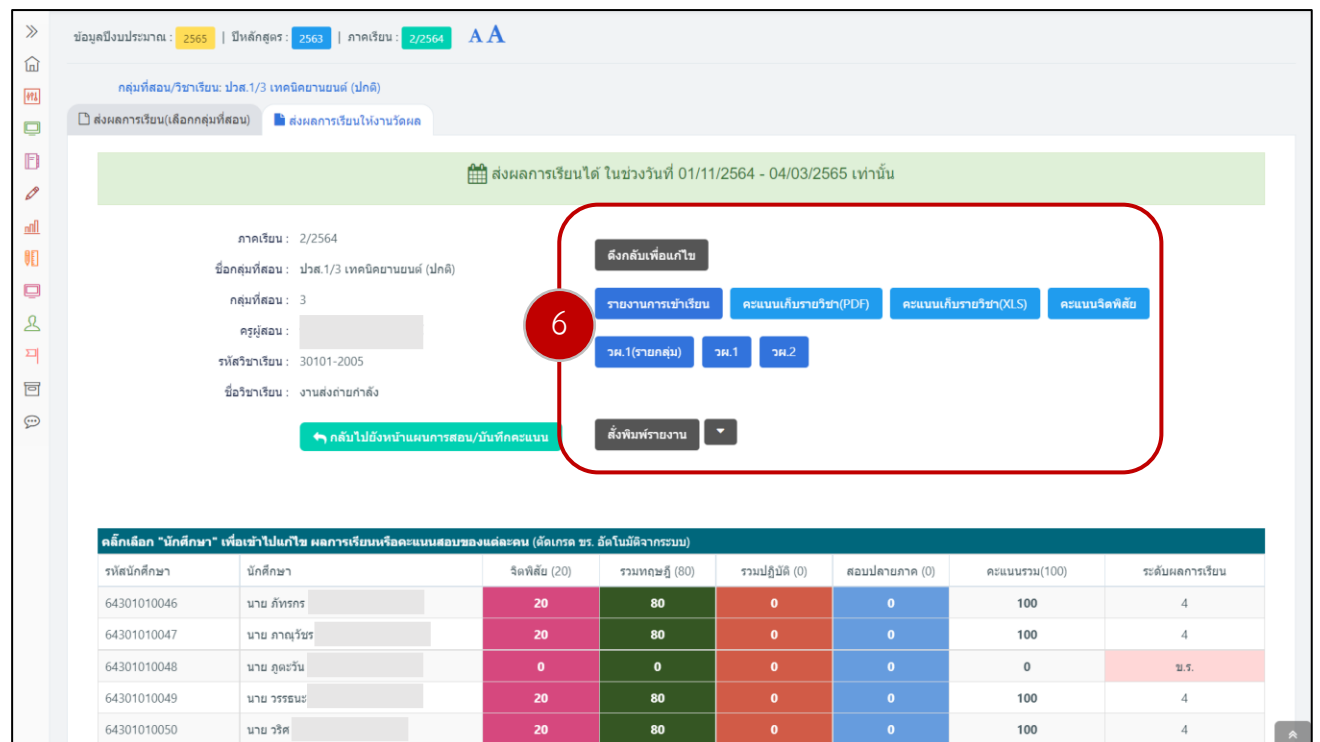 ข้อมูลปีงบประมาณ : 2565 | ปีหลักสูตร : 2563 | ภาคเรียน : 2/2564 A A
กลุ่มที่สอน/วิชาเรียน: ปวส.1/3 เทคนิคยานยนต์ (ปกติ)
ส่งผลการเรียน(เลือกกลุ่มที่สอน) ส่งผลการเรียนให้งานวัดผล
ส่งผลการเรียนได้ ในช่วงวันที่ 01/11/2564 - 04/03/2565 เท่านั้น
ภาคเรียน : 2/2564
ชื่อกลุ่มที่สอน : ปวส.1/3 เทคนิคยานยนต์ (ปกติ)
กลุ่มที่สอน : 3
ครูผู้สอน :
รหัสวิชาเรียน : 30101-2005
ชื่อวิชาเรียน : งานส่งถ่ายกำลัง
กลับไปยังหน้าแผนการสอน/บันทึกคะแนน
6
ดึงกลับเพื่อแก้ไข
รายงานการเข้าเรียน คะแนนเก็บรายวิชา(PDF) คะแนนเก็บรายวิชา(XLS) คะแนนจิตพิสัย
วผ.1(รายกลุ่ม) วผ.1 วผ.2
สั่งพิมพ์รายงาน
คลิ๊กเลือก "นักศึกษา" เพื่อเข้าไปแก้ไข ผลการเรียนหรือคะแนนสอบของแต่ละคน (ตัดเกรด ขร. อัตโนมัติจากระบบ)
รหัสนักศึกษา นักศึกษา จิตพิสัย (20) รวมทฤษฎี (80) รวมปฏิบัติ (0) สอบปลายภาค (0) คะแนนรวม(100) ระดับผลการเรียน
64301010046 นาย ภัทรกร 20 80 0 0 100 4
64301010047 นาย ภาณุวัชร 20 80 0 0 100 4
64301010048 นาย ภูตะวัน 0 0 0 0 0 ข.ร.
64301010049 นาย วรรธนะ 20 80 0 0 100 4
64301010050 นาย วริศ 20 80 0 0 100 4